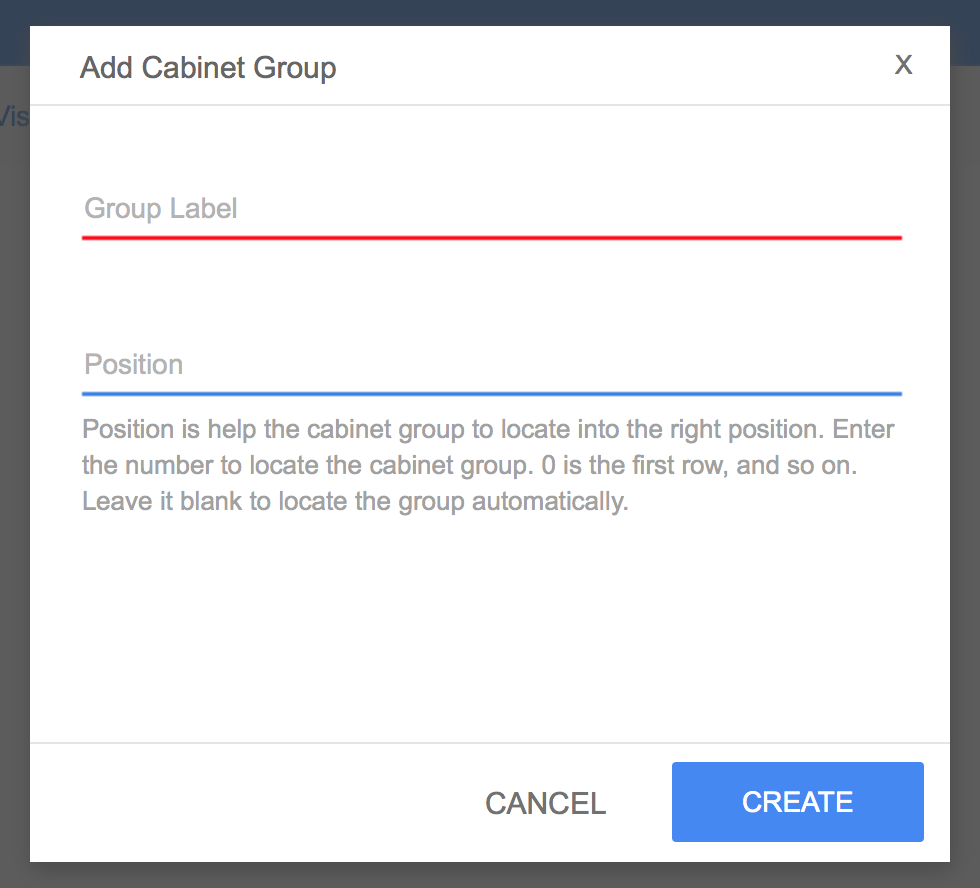 Add Cabinet Group X
Vis
Group Label
Position
Position is help the cabinet group to locate into the right position. Enter
the number to locate the cabinet group. 0 is the first row, and so on.
Leave it blank to locate the group automatically.
CANCEL CREATE